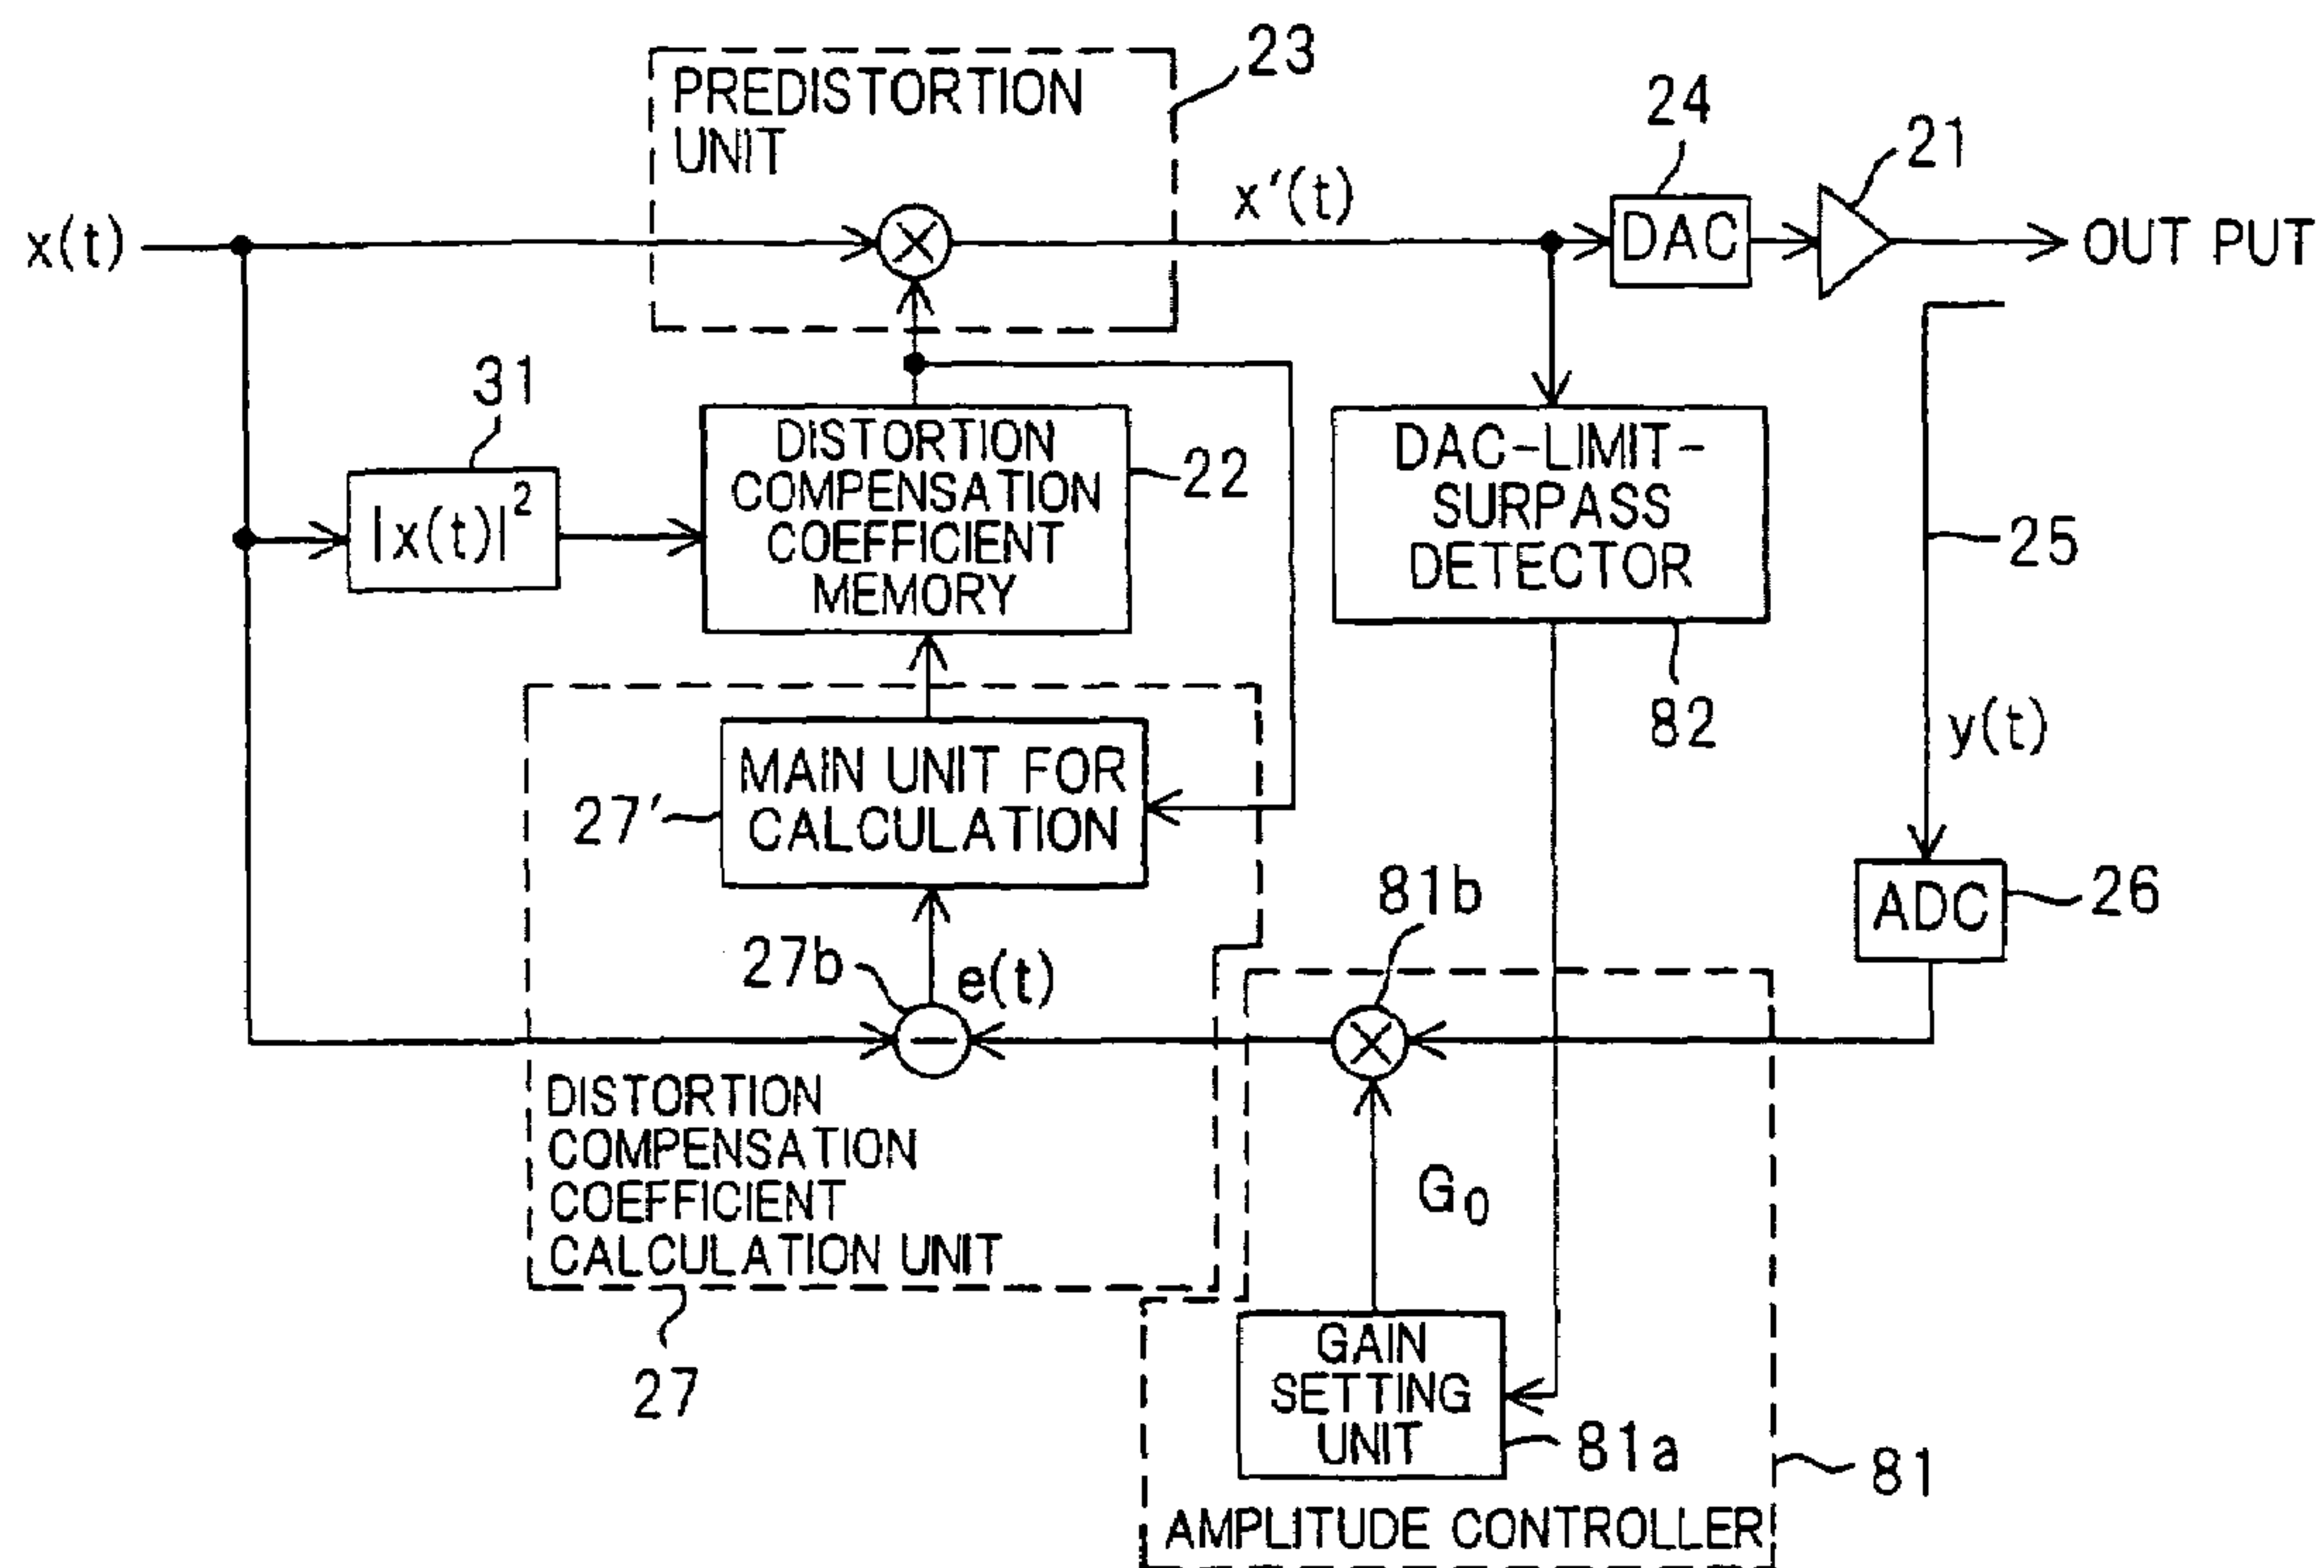 PREDISTORTION
UNIT
23
24
21
x(t)
x'(t)
DAC
OUT PUT
31
|x(t)|²
DISTORTION
COMPENSATION
COEFFICIENT
MEMORY
22
DAC-LIMIT-
SURPASS
DETECTOR
82
25
y(t)
MAIN UNIT FOR
CALCULATION
27'
81b
ADC
26
27b
e(t)
DISTORTION
COMPENSATION
COEFFICIENT
CALCULATION UNIT
27
G₀
GAIN
SETTING
UNIT
81a
81
AMPLITUDE CONTROLLER